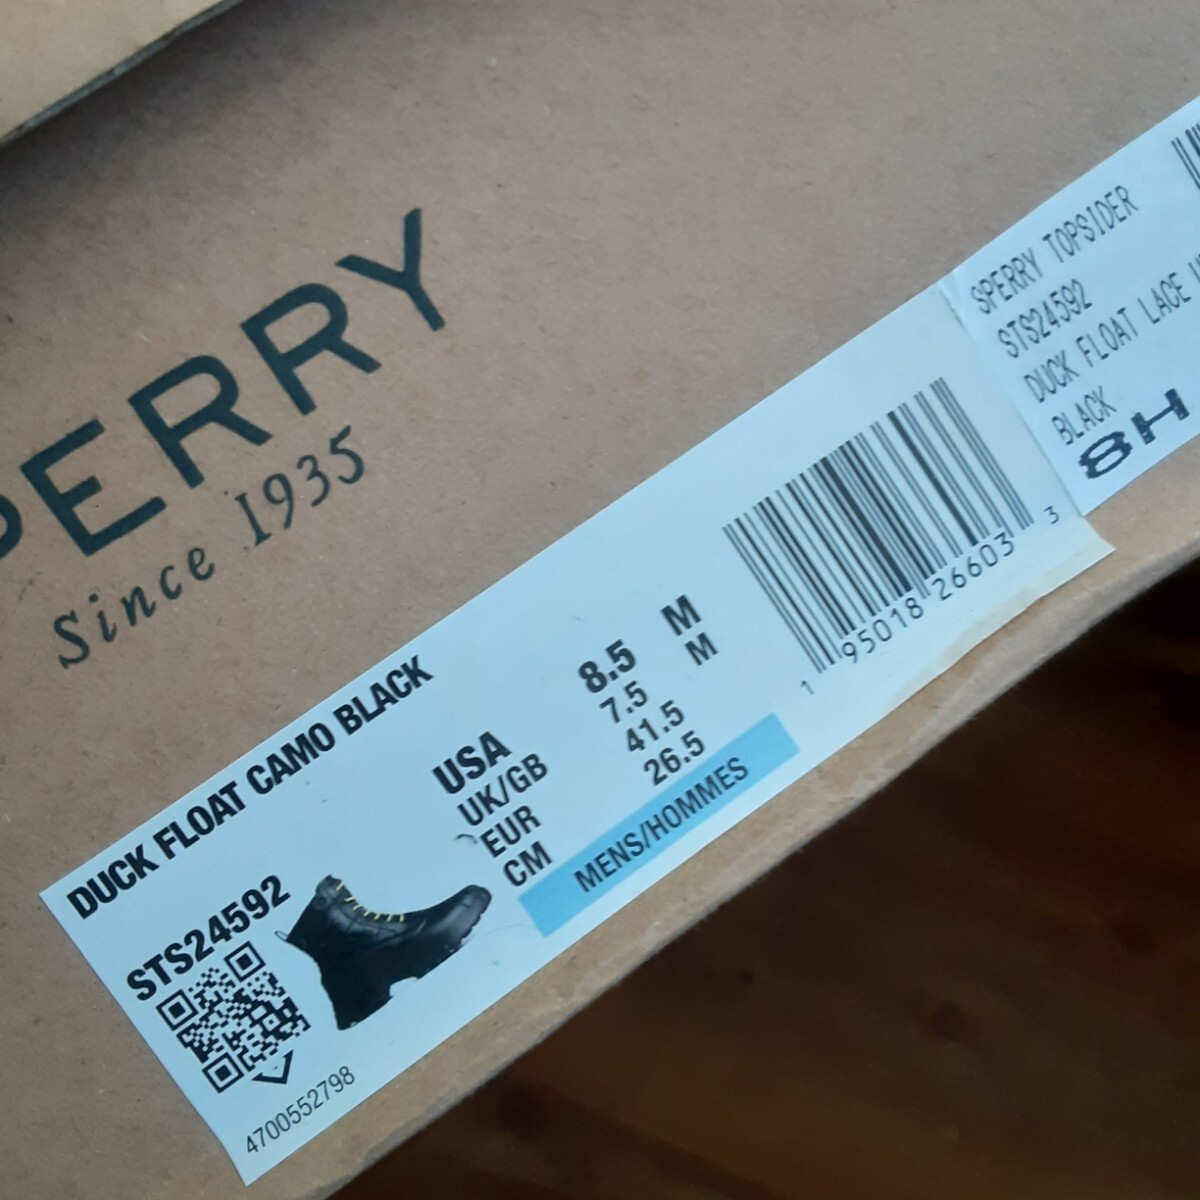 PERRY
Since 1935
DUCK FLOAT CAMO BLACK
STS24592
USA 8.5 M
UK/GB 7.5 M
EUR 41.5
CM 26.5
MENS/HOMMES
1 95018 26603 3
4700552798
SPERRY TOPSIDER
STS24592
DUCK FLOAT LACE
BLACK
8H